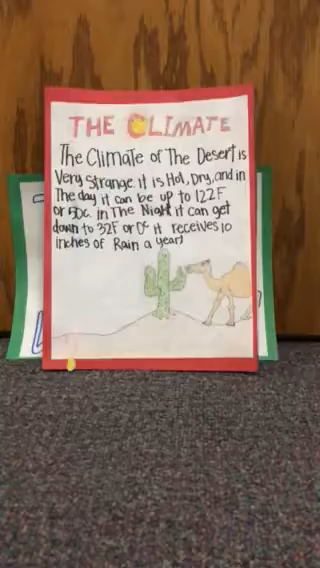 THE CLIMATE
The Climate of The Desert is
Very Strange. it is Hot, Dry, and in
The day it can be up to 122F
or 50c. in The Night it can get
down to 32F or 0c it receives 10
inches of Rain a year!